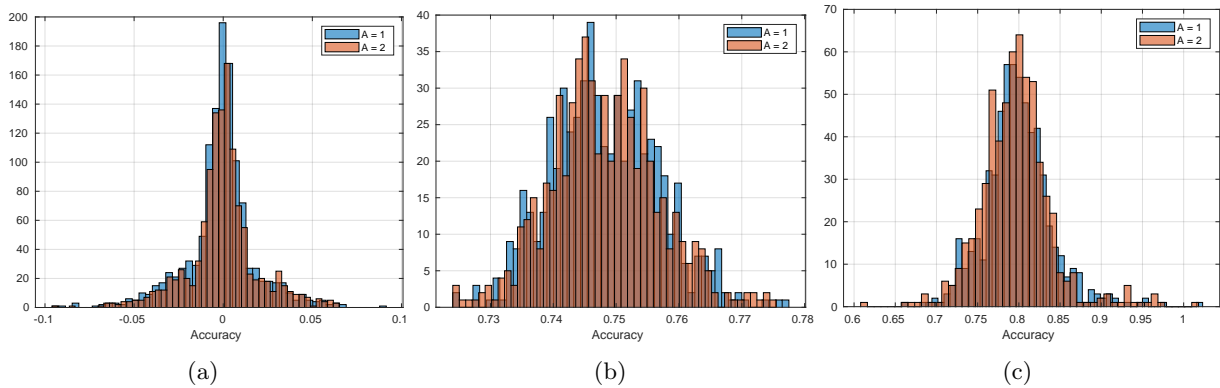 200
180
160
140
120
100
80
60
40
20
0
-0.1 -0.05 0 0.05 0.1
Accuracy
A = 1
A = 2
(a)
40
35
30
25
20
15
10
5
0
0.73 0.74 0.75 0.76 0.77 0.78
Accuracy
A = 1
A = 2
(b)
70
60
50
40
30
20
10
0
0.6 0.65 0.7 0.75 0.8 0.85 0.9 0.95 1
Accuracy
A = 1
A = 2
(c)